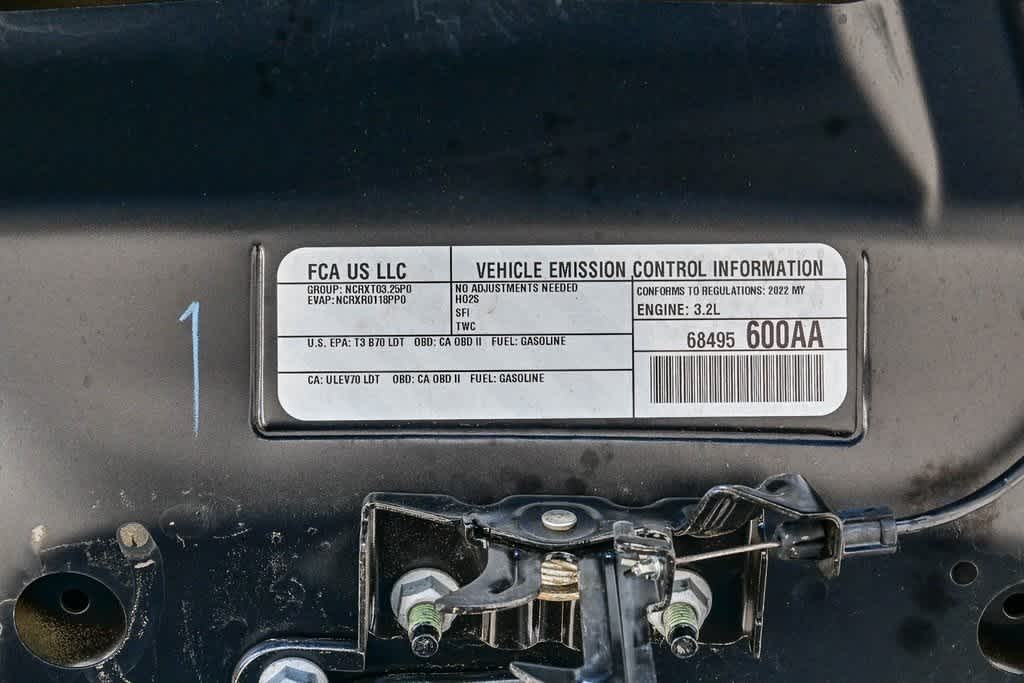 FCA US LLC
VEHICLE EMISSION CONTROL INFORMATION
GROUP: NCRXT03.25P0
EVAP: NCRXR0118PP0
NO ADJUSTMENTS NEEDED
HO2S
SFI
TWC
CONFORMS TO REGULATIONS: 2022 MY
ENGINE: 3.2L
68495 600AA
U.S. EPA: T3 B70 LDT OBD: CA OBD II FUEL: GASOLINE
CA: ULEV70 LDT OBD: CA OBD II FUEL: GASOLINE
1